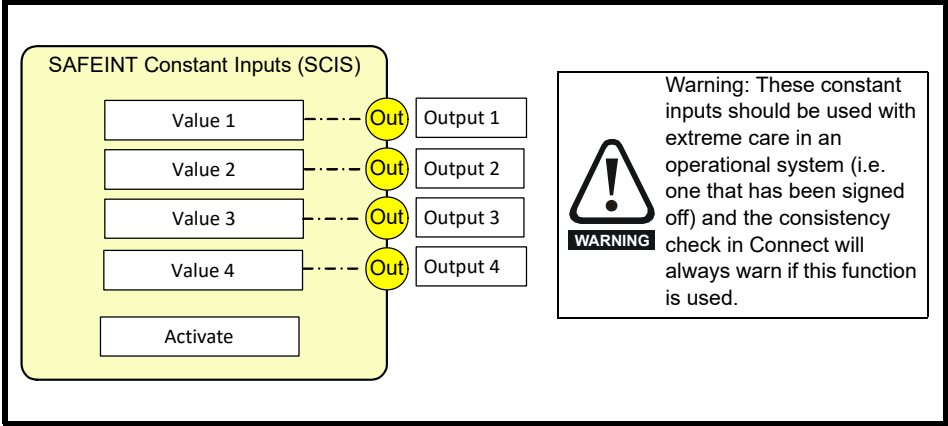 SAFEINT Constant Inputs (SCIS)
Value 1
Out
Output 1
Value 2
Out
Output 2
Value 3
Out
Output 3
Value 4
Out
Output 4
Activate
WARNING
Warning: These constant
inputs should be used with
extreme care in an
operational system (i.e.
one that has been signed
off) and the consistency
check in Connect will
always warn if this function
is used.